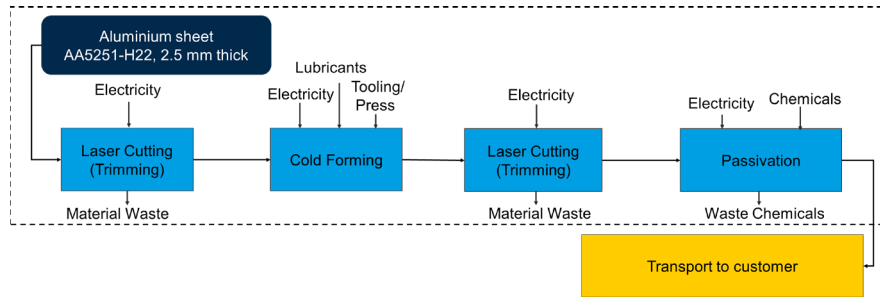 Aluminium sheet
AA5251-H22, 2.5 mm thick
Electricity
Laser Cutting
(Trimming)
Material Waste
Lubricants
Electricity
Tooling/
Press
Cold Forming
Electricity
Laser Cutting
(Trimming)
Material Waste
Electricity
Chemicals
Passivation
Waste Chemicals
Transport to customer